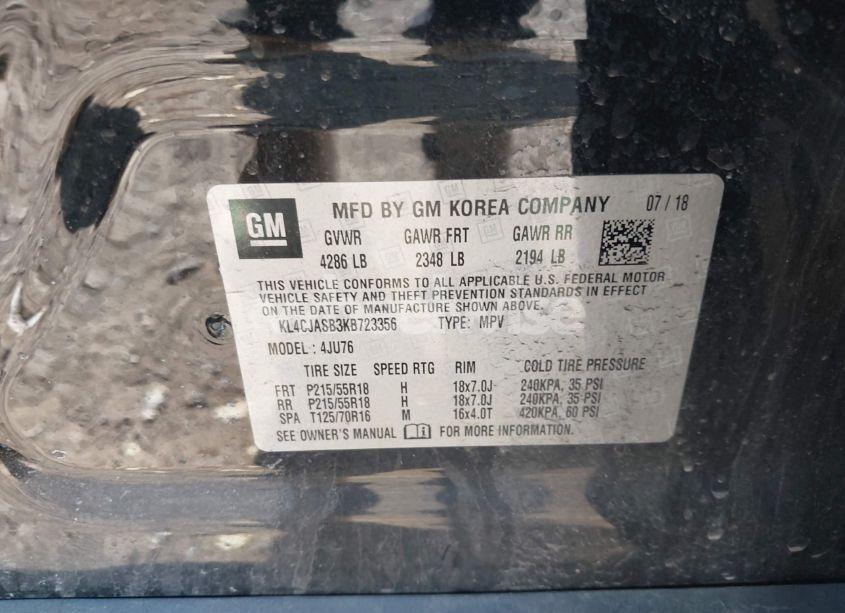 GM MFD BY GM KOREA COMPANY 07 / 18
GVWR GAWR FRT GAWR RR
4286 LB 2348 LB 2194 LB
THIS VEHICLE CONFORMS TO ALL APPLICABLE U.S. FEDERAL MOTOR
VEHICLE SAFETY AND THEFT PREVENTION STANDARDS IN EFFECT
ON THE DATE OF MANUFACTURE SHOWN ABOVE.
KL4CJASB3KB723356 TYPE: MPV
MODEL: 4JU76
TIRE SIZE SPEED RTG RIM COLD TIRE PRESSURE
FRT P215/55R18 H 18x7.0J 240KPA, 35 PSI
RR P215/55R18 H 18x7.0J 240KPA, 35 PSI
SPA T125/70R16 M 16x4.0T 420KPA, 60 PSI
SEE OWNER'S MANUAL FOR MORE INFORMATION.